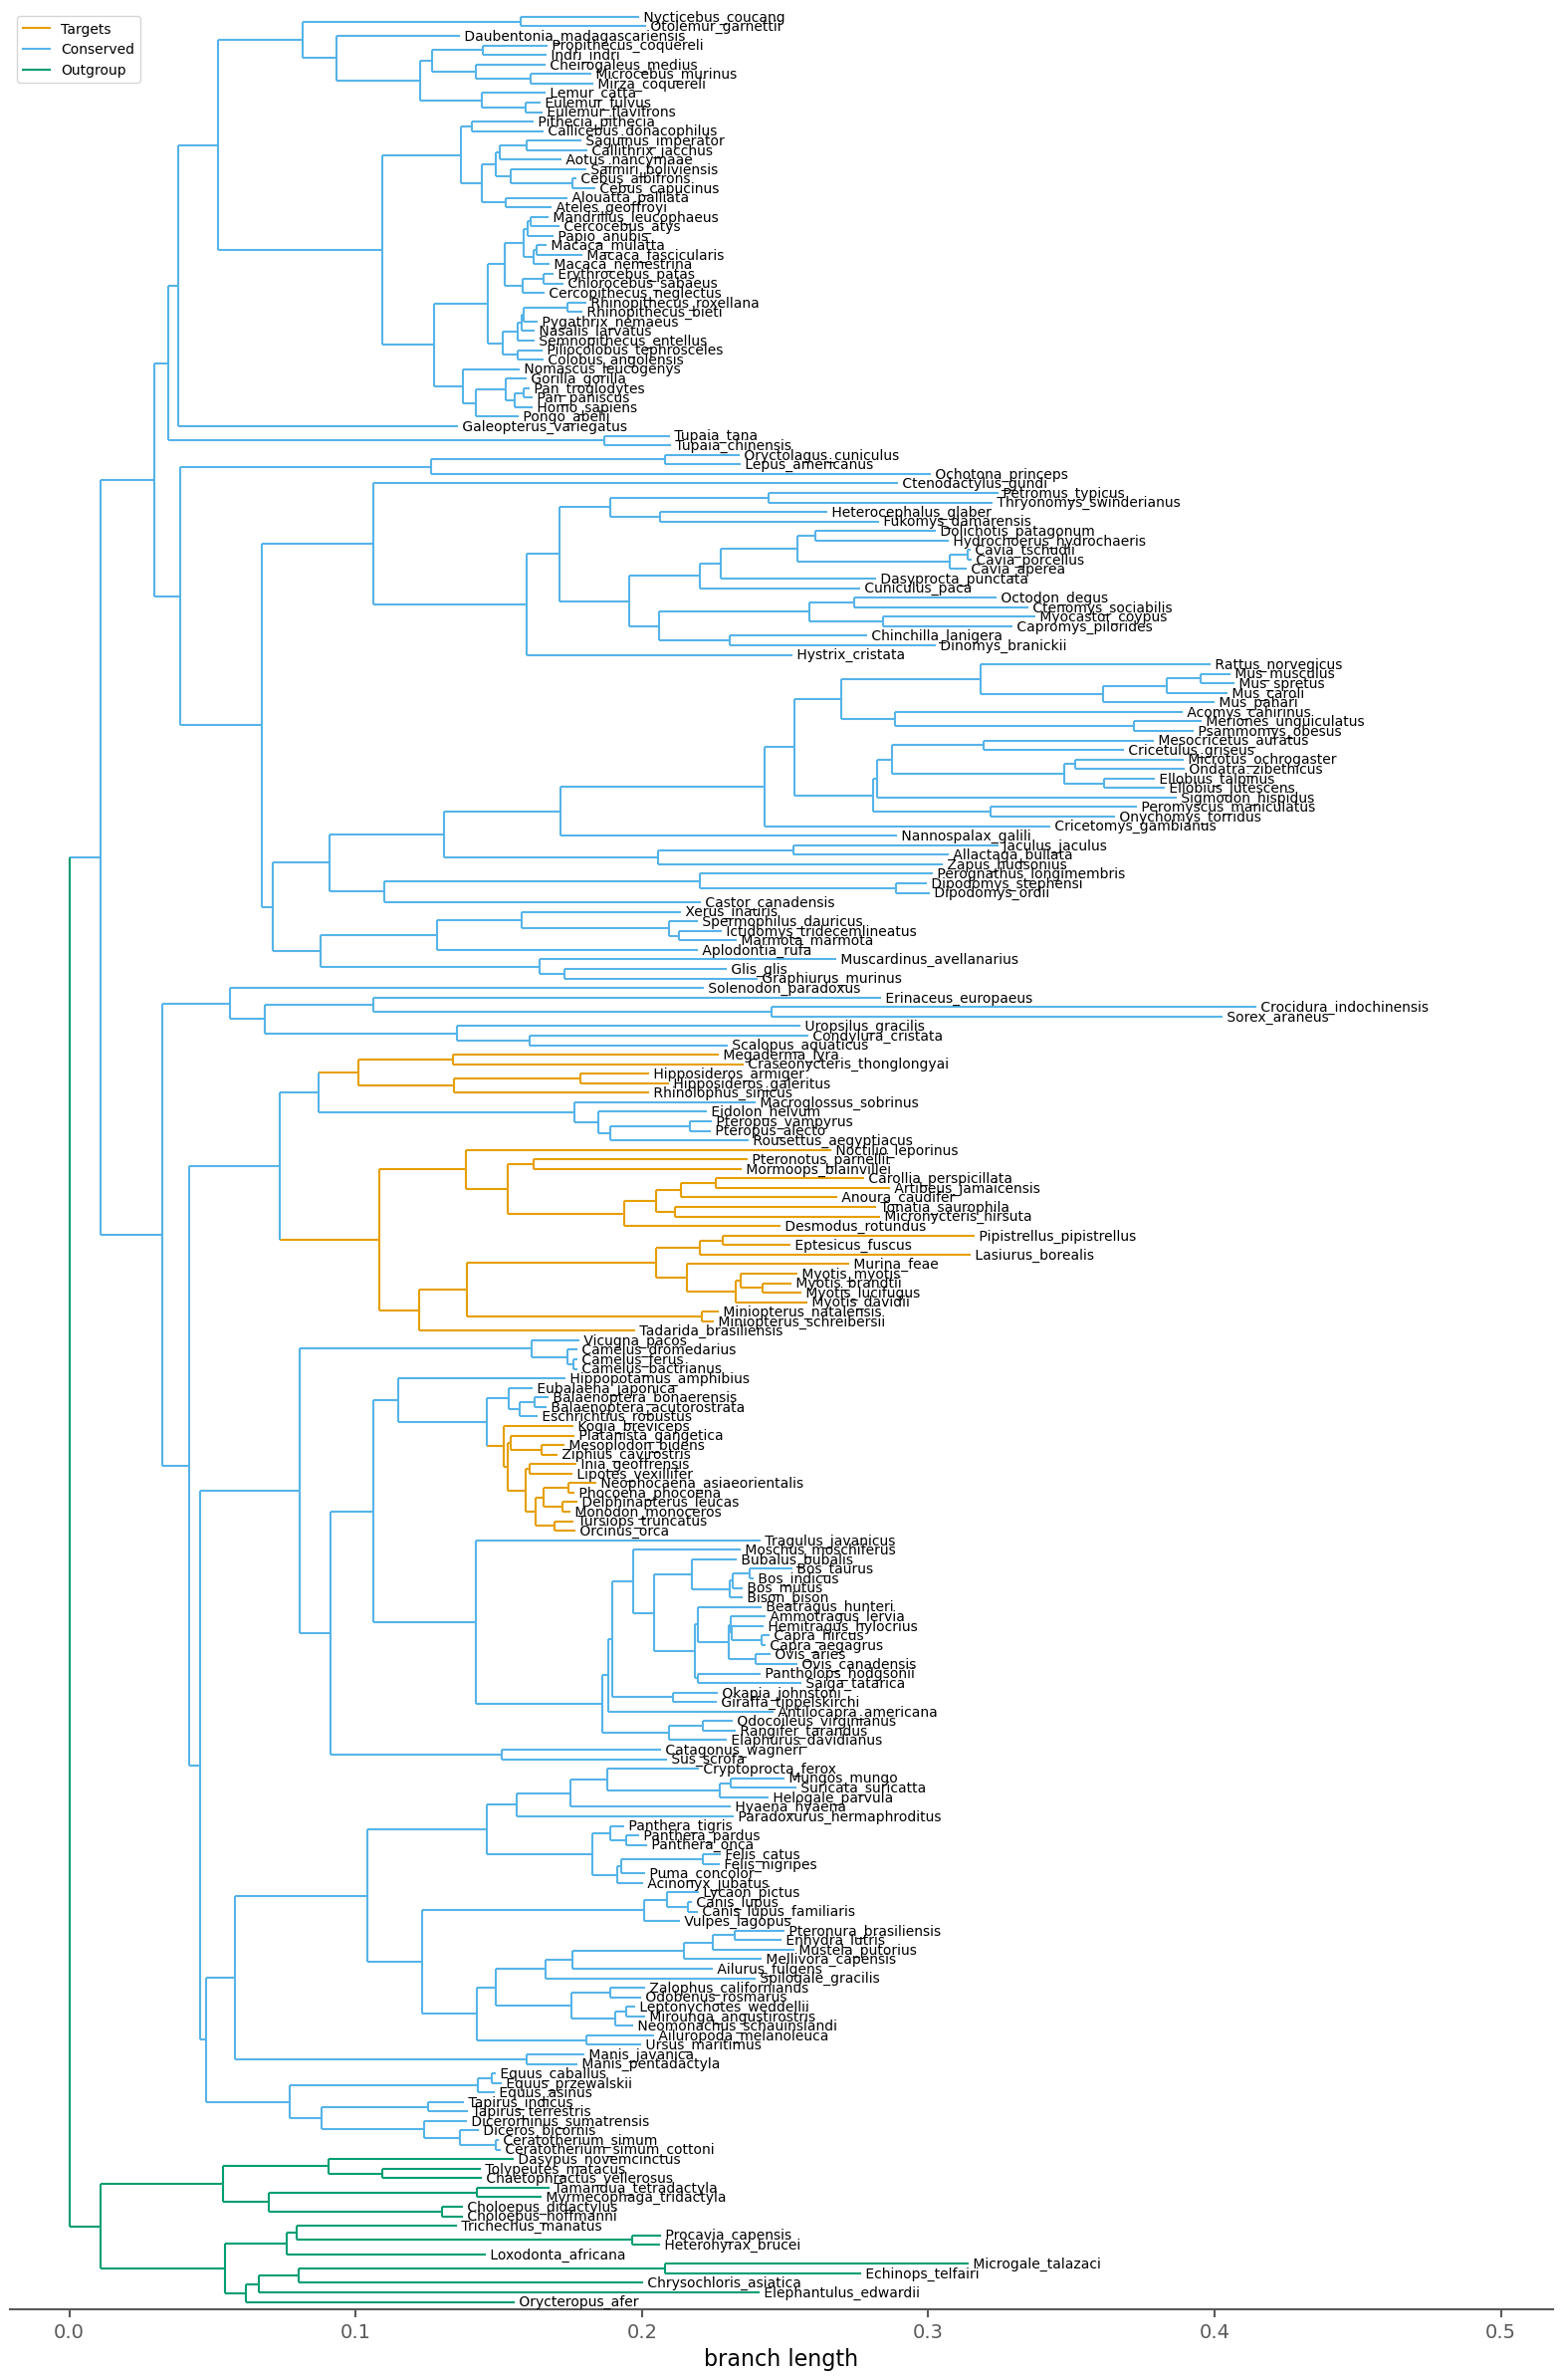 Targets
Conserved
Outgroup
Nycticebus_coucang
Otolemur_garnettii
Daubentonia_madagascariensis
Propithecus_coquereli
Indri_indri
Cheirogaleus_medius
Microcebus_murinus
Mirza_coquereli
Lemur_catta
Eulemur_fulvus
Eulemur_flavifrons
Pithecia_pithecia
Callicebus_donacophilus
Saguinus_imperator
Callithrix_jacchus
Aotus_nancymaae
Saimiri_boliviensis
Cebus_albifrons
Cebus_capucinus
Alouatta_palliata
Ateles_geoffroyi
Mandrillus_leucophaeus
Cercocebus_atys
Papio_anubis
Macaca_mulatta
Macaca_fascicularis
Macaca_nemestrina
Erythrocebus_patas
Chlorocebus_sabaeus
Cercopithecus_neglectus
Rhinopithecus_roxellana
Rhinopithecus_bieti
Pygathrix_nemaeus
Nasalis_larvatus
Semnopithecus_entellus
Piliocolobus_tephrosceles
Colobus_angolensis
Nomascus_leucogenys
Gorilla_gorilla
Pan_troglodytes
Pan_paniscus
Homo_sapiens
Pongo_abelii
Galeopterus_variegatus
Tupaia_tana
Tupaia_chinensis
Oryctolagus_cuniculus
Lepus_americanus
Ochotona_princeps
Ctenodactylus_gundi
Petromus_typicus
Thryonomys_swinderianus
Heterocephalus_glaber
Fukomys_damarensis
Dolichotis_patagonum
Hydrochoerus_hydrochaeris
Cavia_tschudii
Cavia_porcellus
Cavia_aperea
Dasyprocta_punctata
Cuniculus_paca
Octodon_degus
Ctenomys_sociabilis
Myocastor_coypus
Capromys_pilorides
Chinchilla_lanigera
Dinomys_branickii
Hystrix_cristata
Rattus_norvegicus
Mus_musculus
Mus_spretus
Mus_caroli
Mus_pahari
Acomys_cahirinus
Meriones_unguiculatus
Psammomys_obesus
Mesocricetus_auratus
Cricetulus_griseus
Microtus_ochrogaster
Ondatra_zibethicus
Ellobius_talpinus
Ellobius_lutescens
Sigmodon_hispidus
Peromyscus_maniculatus
Onychomys_torridus
Cricetomys_gambianus
Nannospalax_galili
Jaculus_jaculus
Allactaga_bullata
Zapus_hudsonius
Perognathus_longimembris
Dipodomys_stephensi
Dipodomys_ordii
Castor_canadensis
Xerus_inauris
Spermophilus_dauricus
Ictidomys_tridecemlineatus
Marmota_marmota
Aplodontia_rufa
Muscardinus_avellanarius
Glis_glis
Graphiurus_murinus
Solenodon_paradoxus
Erinaceus_europaeus
Crocidura_indochinensis
Sorex_araneus
Uropsilus_gracilis
Condylura_cristata
Scalopus_aquaticus
Megaderma_lyra
Craseonycteris_thonglongyai
Hipposideros_armiger
Hipposideros_galeritus
Rhinolophus_sinicus
Macroglossus_sobrinus
Eidolon_helvum
Pteropus_vampyrus
Pteropus_alecto
Rousettus_aegyptiacus
Noctilio_leporinus
Pteronotus_parnellii
Mormoops_blainvillei
Carollia_perspicillata
Artibeus_jamaicensis
Anoura_caudifer
Tonatia_saurophila
Micronycteris_hirsuta
Desmodus_rotundus
Pipistrellus_pipistrellus
Eptesicus_fuscus
Lasiurus_borealis
Murina_feae
Myotis_myotis
Myotis_brandtii
Myotis_lucifugus
Myotis_davidii
Miniopterus_natalensis
Miniopterus_schreibersii
Tadarida_brasiliensis
Vicugna_pacos
Camelus_dromedarius
Camelus_ferus
Camelus_bactrianus
Hippopotamus_amphibius
Eubalaena_japonica
Balaenoptera_bonaerensis
Balaenoptera_acutorostrata
Eschrichtius_robustus
Kogia_breviceps
Platanista_gangetica
Mesoplodon_bidens
Ziphius_cavirostris
Inia_geoffrensis
Lipotes_vexillifer
Neophocaena_asiaeorientalis
Phocoena_phocoena
Delphinapterus_leucas
Monodon_monoceros
Tursiops_truncatus
Orcinus_orca
Tragulus_javanicus
Moschus_moschiferus
Bubalus_bubalis
Bos_taurus
Bos_indicus
Bos_mutus
Bison_bison
Beatragus_hunteri
Ammotragus_lervia
Hemitragus_hylocrius
Capra_hircus
Capra_aegagrus
Ovis_aries
Ovis_canadensis
Pantholops_hodgsonii
Saiga_tatarica
Okapia_johnstoni
Giraffa_tippelskirchi
Antilocapra_americana
Odocoileus_virginianus
Rangifer_tarandus
Elaphurus_davidianus
Catagonus_wagneri
Sus_scrofa
Cryptoprocta_ferox
Mungos_mungo
Suricata_suricatta
Helogale_parvula
Hyaena_hyaena
Paradoxurus_hermaphroditus
Panthera_tigris
Panthera_pardus
Panthera_onca
Felis_catus
Felis_nigripes
Puma_concolor
Acinonyx_jubatus
Lycaon_pictus
Canis_lupus
Canis_lupus_familiaris
Vulpes_lagopus
Pteronura_brasiliensis
Enhydra_lutris
Mustela_putorius
Mellivora_capensis
Ailurus_fulgens
Spilogale_gracilis
Zalophus_californianus
Odobenus_rosmarus
Leptonychotes_weddellii
Mirounga_angustirostris
Neomonachus_schauinslandi
Ailuropoda_melanoleuca
Ursus_maritimus
Manis_javanica
Manis_pentadactyla
Equus_caballus
Equus_przewalskii
Equus_asinus
Tapirus_indicus
Tapirus_terrestris
Dicerorhinus_sumatrensis
Diceros_bicornis
Ceratotherium_simum
Ceratotherium_simum_cottoni
Dasypus_novemcinctus
Tolypeutes_matacus
Chaetophractus_vellerosus
Tamandua_tetradactyla
Myrmecophaga_tridactyla
Choloepus_didactylus
Choloepus_hoffmanni
Trichechus_manatus
Procavia_capensis
Heterohyrax_brucei
Loxodonta_africana
Microgale_talazaci
Echinops_telfairi
Chrysochloris_asiatica
Elephantulus_edwardii
Orycteropus_afer
0.0 0.1 0.2 0.3 0.4 0.5
branch length